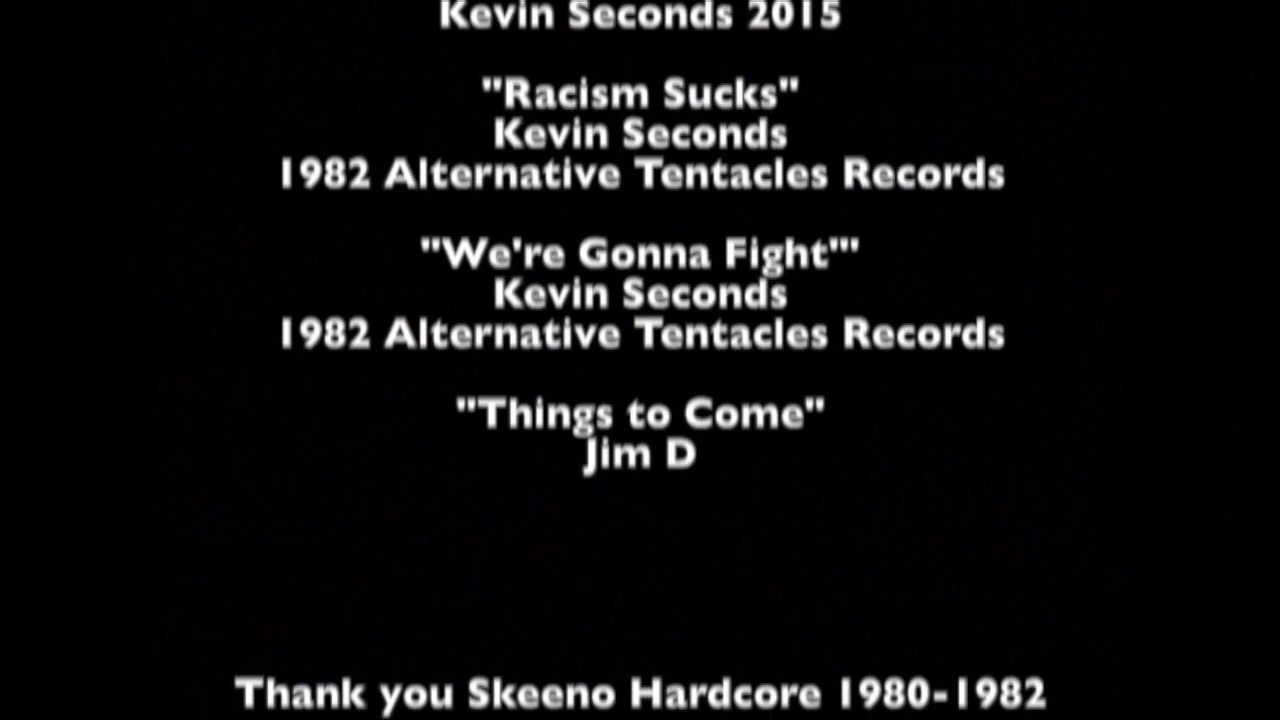 Kevin Seconds 2015
"Racism Sucks"
Kevin Seconds
1982 Alternative Tentacles Records
"We're Gonna Fight'"
Kevin Seconds
1982 Alternative Tentacles Records
"Things to Come"
Jim D
Thank you Skeeno Hardcore 1980-1982